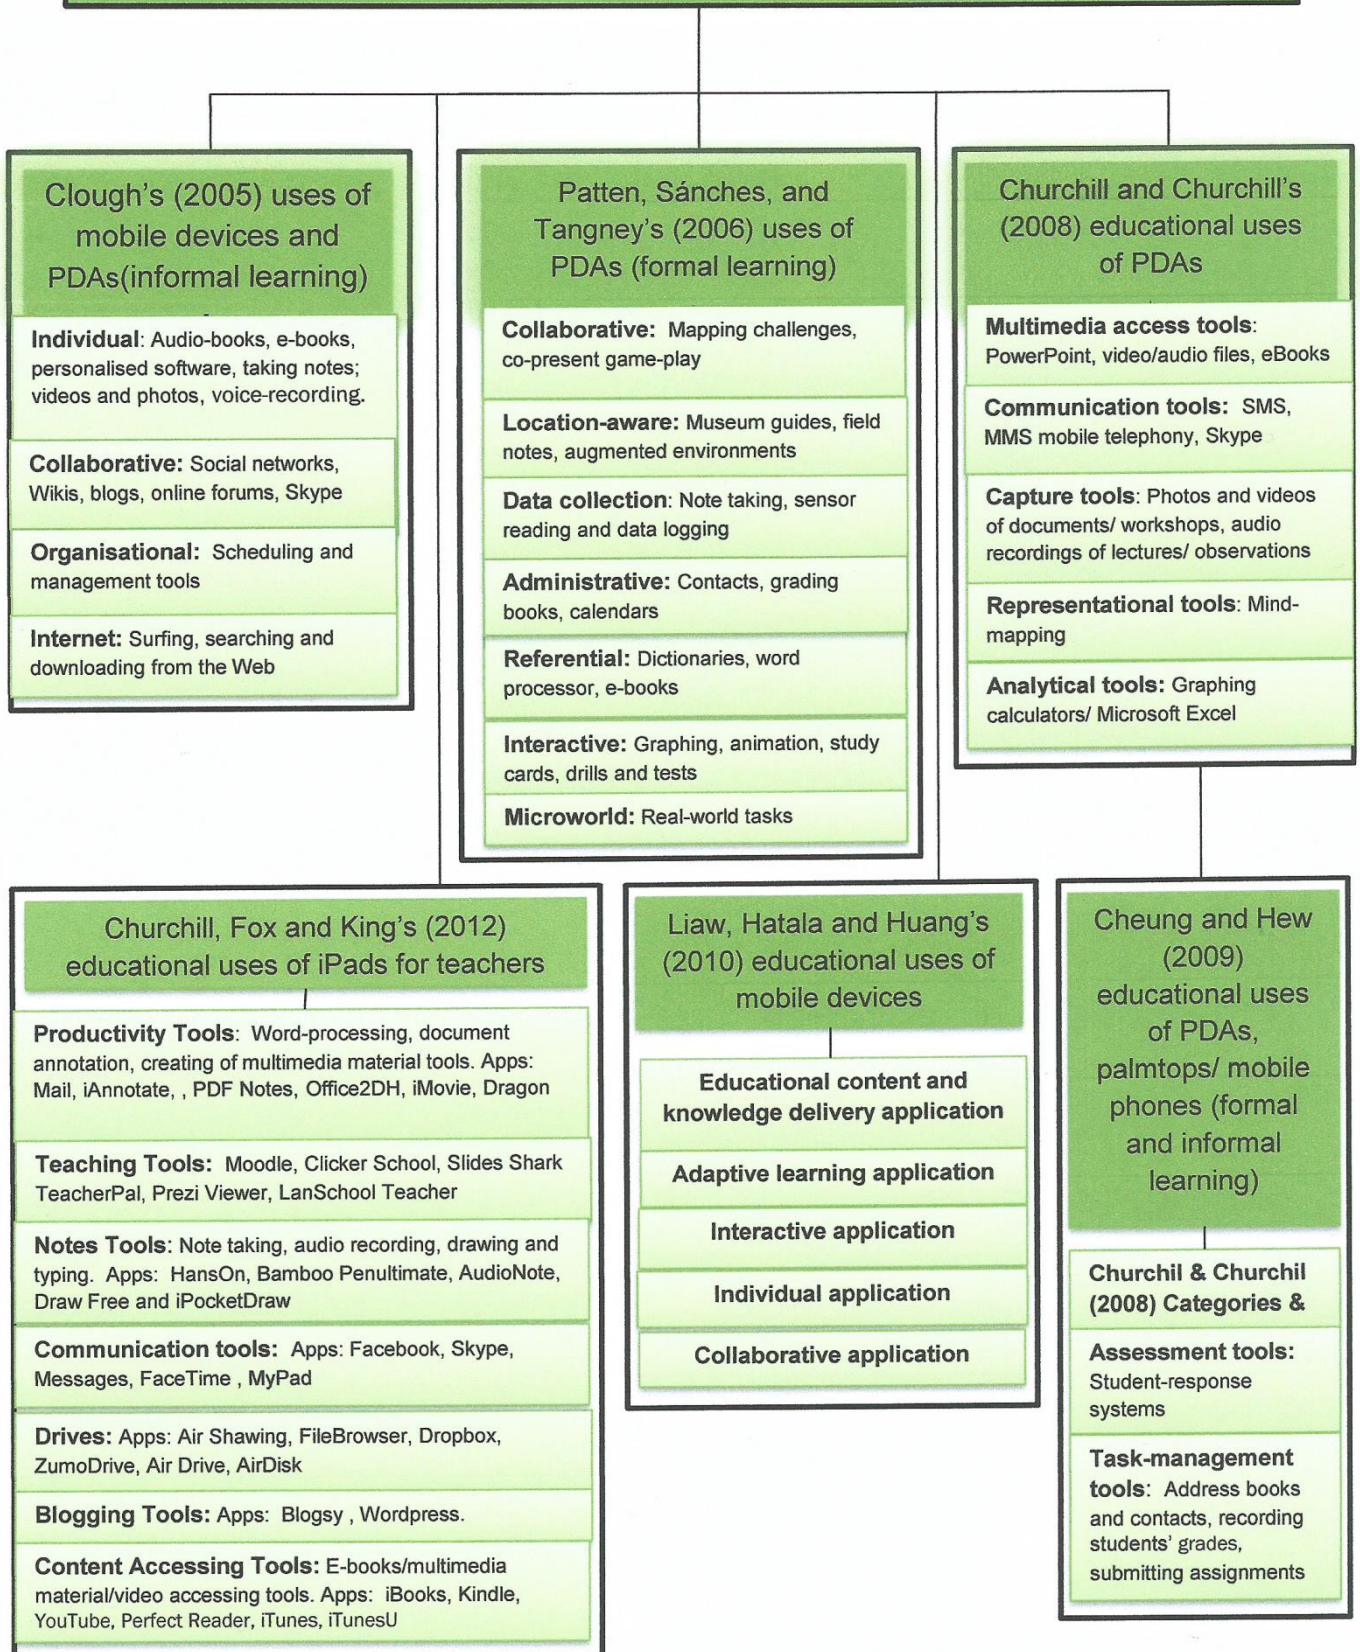 Clough's (2005) uses of
mobile devices and
PDAs(informal learning)
Individual: Audio-books, e-books,
personalised software, taking notes;
videos and photos, voice-recording.
Collaborative: Social networks,
Wikis, blogs, online forums, Skype
Organisational: Scheduling and
management tools
Internet: Surfing, searching and
downloading from the Web
Patten, Sánches, and
Tangney's (2006) uses of
PDAs (formal learning)
Collaborative: Mapping challenges,
co-present game-play
Location-aware: Museum guides, field
notes, augmented environments
Data collection: Note taking, sensor
reading and data logging
Administrative: Contacts, grading
books, calendars
Referential: Dictionaries, word
processor, e-books
Interactive: Graphing, animation, study
cards, drills and tests
Microworld: Real-world tasks
Churchill and Churchill's
(2008) educational uses
of PDAs
Multimedia access tools:
PowerPoint, video/audio files, eBooks
Communication tools: SMS,
MMS mobile telephony, Skype
Capture tools: Photos and videos
of documents/ workshops, audio
recordings of lectures/ observations
Representational tools: Mind-
mapping
Analytical tools: Graphing
calculators/ Microsoft Excel
Churchill, Fox and King's (2012)
educational uses of iPads for teachers
Productivity Tools: Word-processing, document
annotation, creating of multimedia material tools. Apps:
Mail, iAnnotate, , PDF Notes, Office2DH, iMovie, Dragon
Teaching Tools: Moodle, Clicker School, Slides Shark
TeacherPal, Prezi Viewer, LanSchool Teacher
Notes Tools: Note taking, audio recording, drawing and
typing. Apps: HansOn, Bamboo Penultimate, AudioNote,
Draw Free and iPocketDraw
Communication tools: Apps: Facebook, Skype,
Messages, FaceTime , MyPad
Drives: Apps: Air Shawing, FileBrowser, Dropbox,
ZumoDrive, Air Drive, AirDisk
Blogging Tools: Apps: Blogsy , Wordpress.
Content Accessing Tools: E-books/multimedia
material/video accessing tools. Apps: iBooks, Kindle,
YouTube, Perfect Reader, iTunes, iTunesU
Liaw, Hatala and Huang's
(2010) educational uses of
mobile devices
Educational content and
knowledge delivery application
Adaptive learning application
Interactive application
Individual application
Collaborative application
Cheung and Hew
(2009)
educational uses
of PDAs,
palmtops/ mobile
phones (formal
and informal
learning)
Churchil & Churchil
(2008) Categories &
Assessment tools:
Student-response
systems
Task-management
tools: Address books
and contacts, recording
students' grades,
submitting assignments